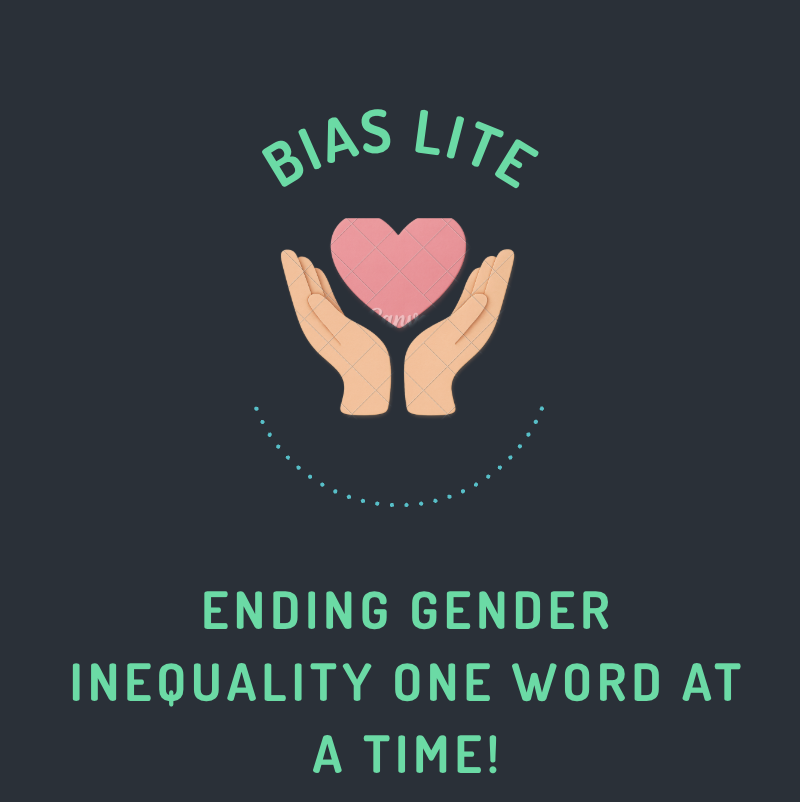 BIAS LITE
ENDING GENDER
INEQUALITY ONE WORD AT
A TIME!